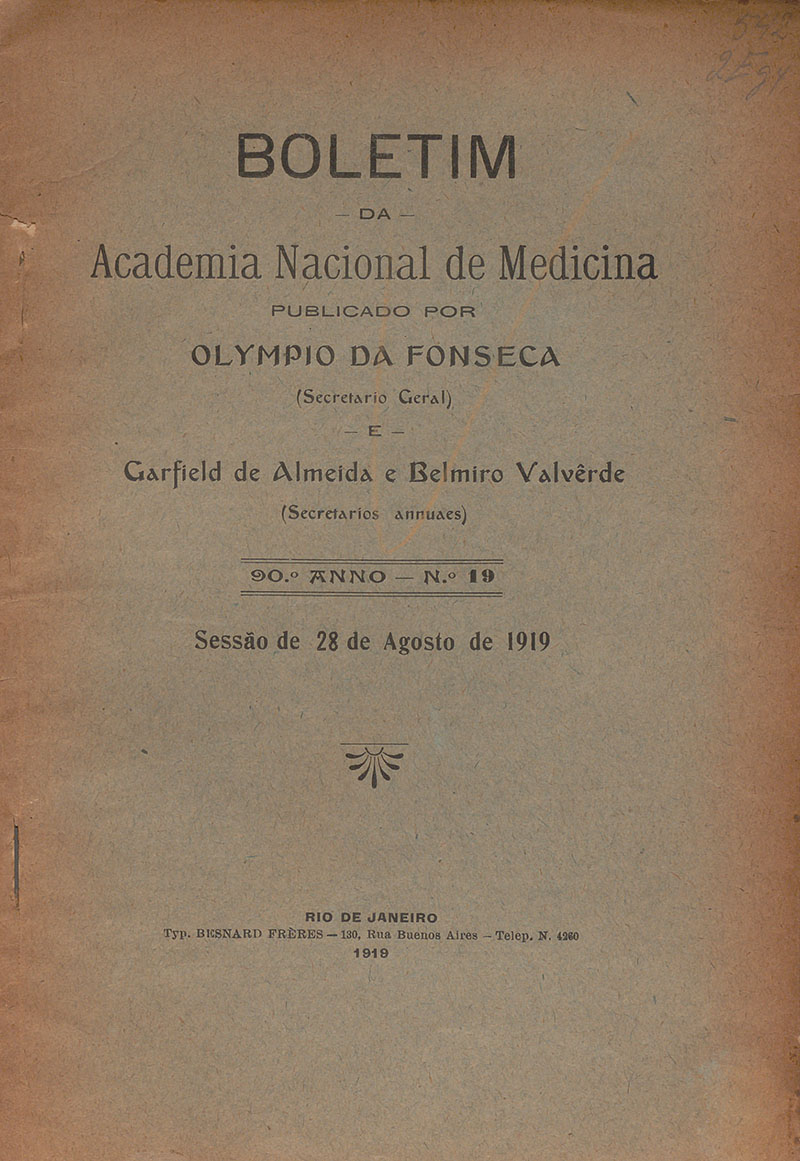 BOLETIM
— DA —
Academia Nacional de Medicina
PUBLICADO POR
OLYMPIO DA FONSECA
(Secretario Geral)
— E —
Garfield de Almeida e Belmiro Valvêrde
(Secretarios annuaes)
90.º ANNO — N.º 19
Sessão de 28 de Agosto de 1919
RIO DE JANEIRO
Typ. BESNARD FRÈRES — 130, Rua Buenos Aires — Telep. N. 4260
1919